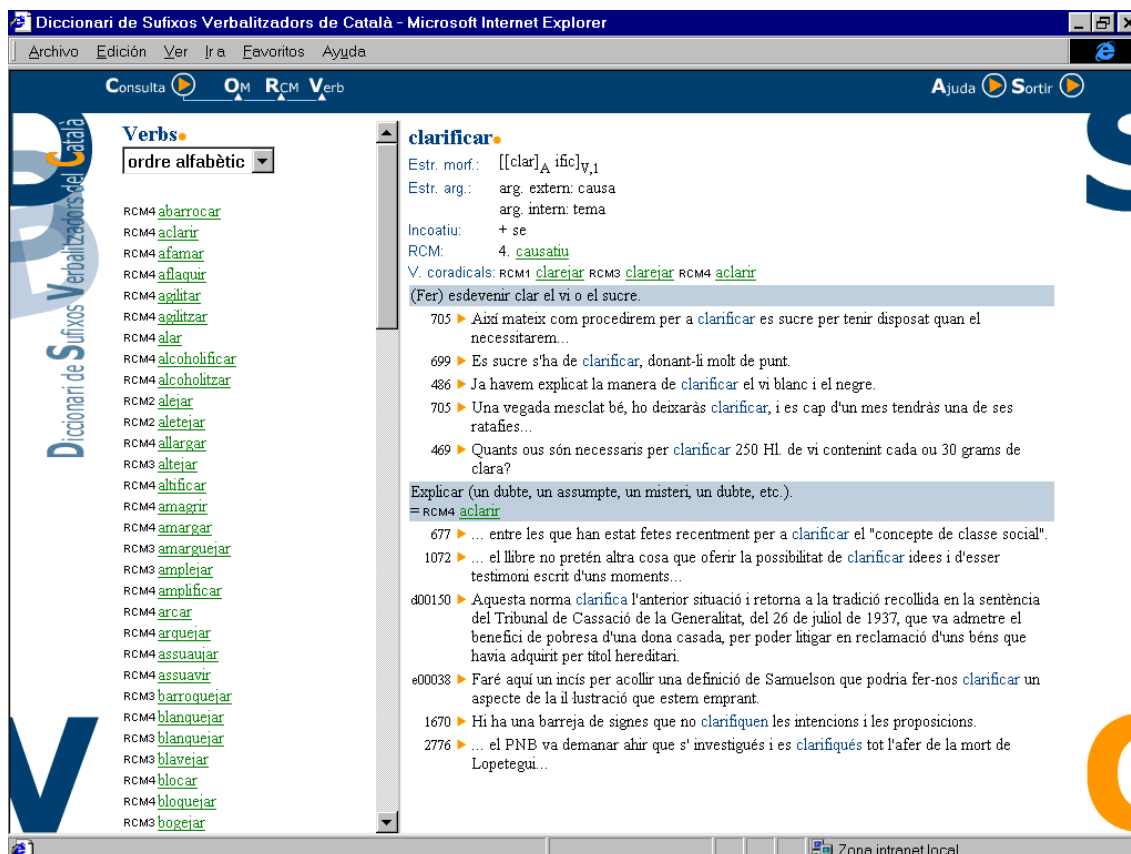 Diccionari de Sufixos Verbalitzadors de Català - Microsoft Internet Explorer
Archivo Edición Ver Ir a Favoritos Ayuda
Consulta OM RCM Verb Ajuda Sortir
Diccionari de Sufixos Verbalitzadors del Català
Verbs
ordre alfabètic
RCM4 abarrocar
RCM4 aclarir
RCM4 afamar
RCM4 aflaquir
RCM4 agilitar
RCM4 agilitzar
RCM4 alar
RCM4 alcoholificar
RCM4 alcoholitzar
RCM2 alejar
RCM2 aletejar
RCM4 allargar
RCM3 altejar
RCM4 altificar
RCM4 amagrir
RCM4 amargar
RCM3 amarguejar
RCM3 amplejar
RCM4 amplificar
RCM4 arcar
RCM4 arquejar
RCM4 assuaujar
RCM4 assuavir
RCM3 barroquejar
RCM4 blanquejar
RCM3 blanquejar
RCM3 blavejar
RCM4 blocar
RCM4 bloquejar
RCM3 bogejar
clarificar
Estr. morf.: [[clar]A ific]V,1
Estr. arg.: arg. extern: causa
arg. intern: tema
Incoatiu: + se
RCM: 4. causatiu
V. coradicals: RCM1 clarejar RCM3 clarejar RCM4 aclarir
(Fer) esdevenir clar el vi o el sucre.
705 Així mateix com procedirem per a clarificar es sucre per tenir disposat quan el
necessitarem...
699 Es sucre s'ha de clarificar, donant-li molt de punt.
486 Ja havem explicat la manera de clarificar el vi blanc i el negre.
705 Una vegada mesclat bé, ho deixaràs clarificar, i es cap d'un mes tendràs una de ses
ratafies...
469 Quants ous són necessaris per clarificar 250 Hl. de vi contenint cada ou 30 grams de
clara?
Explicar (un dubte, un assumpte, un misteri, un dubte, etc.).
= RCM4 aclarir
677 ... entre les que han estat fetes recentment per a clarificar el "concepte de classe social".
1072 ... el llibre no pretén altra cosa que oferir la possibilitat de clarificar idees i d'esser
testimoni escrit d'uns moments...
d00150 Aquesta norma clarifica l'anterior situació i retorna a la tradició recollida en la sentència
del Tribunal de Cassació de la Generalitat, del 26 de juliol de 1937, que va admetre el
benefici de pobresa d'una dona casada, per poder litigar en reclamació d'uns béns que
havia adquirit per títol hereditari.
e00038 Faré aquí un incís per acollir una definició de Samuelson que podria fer-nos clarificar un
aspecte de la il·lustració que estem emprant.
1670 Hi ha una barreja de signes que no clarifiquen les intencions i les proposicions.
2776 ... el PNB va demanar ahir que s' investigués i es clarifiqués tot l'afer de la mort de
Lopetegui...
Zona intranet local